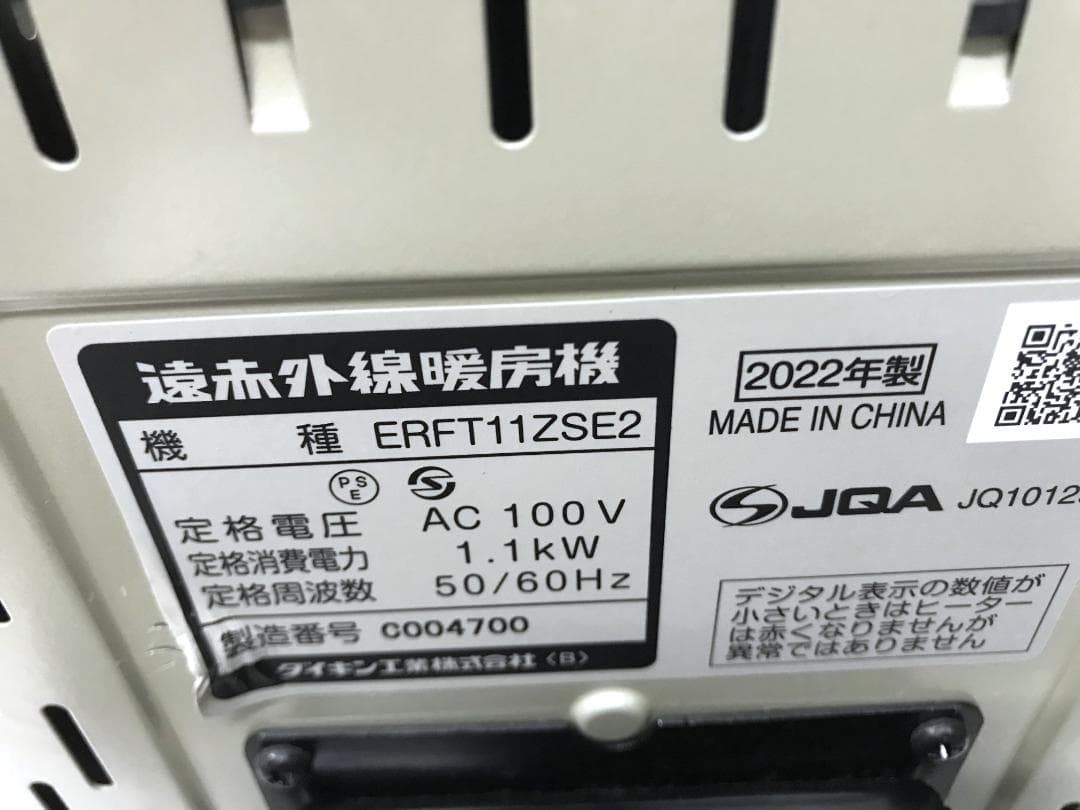 遠赤外線暖房機
機種 ERFT11ZSE2
PSE
定格電圧 AC 100V
定格消費電力 1.1kW
定格周波数 50/60Hz
製造番号 C004700
ダイキン工業株式会社〈B〉
2022年製
MADE IN CHINA
JQA JQ1012
デジタル表示の数値が
小さいときはヒーター
は赤くなりませんが
異常ではありません